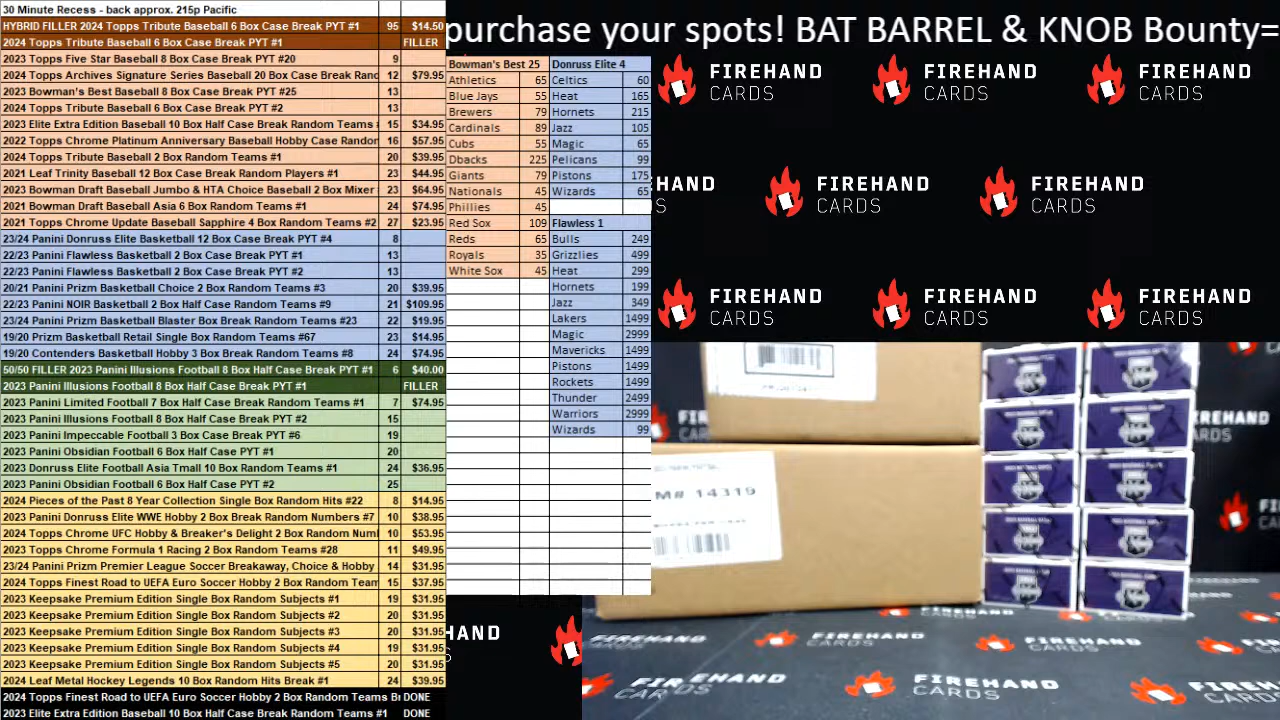 30 Minute Recess - back approx. 215p Pacific
HYBRID FILLER 2024 Topps Tribute Baseball 6 Box Case Break PYT #1 95 $14.50
2024 Topps Tribute Baseball 6 Box Case Break PYT #1 FILLER
2023 Topps Five Star Baseball 8 Box Case Break PYT #20 9
2024 Topps Archives Signature Series Baseball 20 Box Case Break Ranc 12 $79.95
2023 Bowman's Best Baseball 8 Box Case Break PYT #25 13
2024 Topps Tribute Baseball 6 Box Case Break PYT #2 13
2023 Elite Extra Edition Baseball 10 Box Half Case Break Random Teams 15 $34.95
2022 Topps Chrome Platinum Anniversary Baseball Hobby Case Random 16 $57.95
2024 Topps Tribute Baseball 2 Box Random Teams #1 20 $39.95
2021 Leaf Trinity Baseball 12 Box Case Break Random Players #1 23 $44.95
2023 Bowman Draft Baseball Jumbo & HTA Choice Baseball 2 Box Mixer 23 $64.95
2021 Bowman Draft Baseball Asia 6 Box Random Teams #1 24 $74.95
2021 Topps Chrome Update Baseball Sapphire 4 Box Random Teams #2 27 $23.95
23/24 Panini Donruss Elite Basketball 12 Box Case Break PYT #4 8
22/23 Panini Flawless Basketball 2 Box Case Break PYT #1 13
22/23 Panini Flawless Basketball 2 Box Case Break PYT #2 13
20/21 Panini Prizm Basketball Choice 2 Box Random Teams #3 20 $39.95
22/23 Panini NOIR Basketball 2 Box Half Case Random Teams #9 21 $109.95
23/24 Panini Prizm Basketball Blaster Box Break Random Teams #23 22 $19.95
19/20 Prizm Basketball Retail Single Box Random Teams #67 23 $14.95
19/20 Contenders Basketball Hobby 3 Box Break Random Teams #8 24 $74.95
50/50 FILLER 2023 Panini Illusions Football 8 Box Half Case Break PYT #1 6 $40.00
2023 Panini Illusions Football 8 Box Half Case Break PYT #1 FILLER
2023 Panini Limited Football 7 Box Half Case Break Random Teams #1 7 $74.95
2023 Panini Illusions Football 8 Box Half Case Break PYT #2 15
2023 Panini Impeccable Football 3 Box Case Break PYT #6 19
2023 Panini Obsidian Football 6 Box Half Case Break PYT #1 20
2023 Donruss Elite Football Asia Tmall 10 Box Random Teams #1 24 $36.95
2023 Panini Obsidian Football 6 Box Half Case Break PYT #2 25
2024 Pieces of the Past 8 Year Collection Single Box Random Hits #22 8 $14.95
2023 Panini Donruss Elite WWE Hobby 2 Box Break Random Numbers #7 10 $38.95
2024 Topps Chrome UFC Hobby & Breaker's Delight 2 Box Random Numl 10 $53.95
2023 Topps Chrome Formula 1 Racing 2 Box Random Teams #28 11 $49.95
23/24 Panini Prizm Premier League Soccer Breakaway, Choice & Hobby 14 $31.95
2024 Topps Finest Road to UEFA Euro Soccer Hobby 2 Box Random Team 15 $37.95
2023 Keepsake Premium Edition Single Box Random Subjects #1 19 $31.95
2023 Keepsake Premium Edition Single Box Random Subjects #2 20 $31.95
2023 Keepsake Premium Edition Single Box Random Subjects #3 20 $31.95
2023 Keepsake Premium Edition Single Box Random Subjects #4 19 $31.95
2023 Keepsake Premium Edition Single Box Random Subjects #5 20 $31.95
2024 Leaf Metal Hockey Legends 10 Box Random Hits Break #1 24 $39.95
2024 Topps Finest Road to UEFA Euro Soccer Hobby 2 Box Random Teams Br DONE
2023 Elite Extra Edition Baseball 10 Box Half Case Break Random Teams #1 DONE
purchase your spots! BAT BARREL & KNOB Bounty=
Bowman's Best 25
Athletics 65
Blue Jays 55
Brewers 79
Cardinals 89
Cubs 55
Dbacks 225
Giants 79
Nationals 45
Phillies 45
Red Sox 109
Reds 65
Royals 35
White Sox 45
Donruss Elite 4
Celtics 60
Heat 165
Hornets 215
Jazz 105
Magic 65
Pelicans 99
Pistons 175
Wizards 65
Flawless 1
Bulls 249
Grizzlies 499
Heat 299
Hornets 199
Jazz 349
Lakers 1499
Magic 2999
Mavericks 1499
Pistons 1499
Rockets 1499
Thunder 2499
Warriors 2999
Wizards 99
FIREHAND CARDS
FIREHAND CARDS
FIREHAND CARDS
HAND
FIREHAND CARDS
FIREHAND CARDS
FIREHAND CARDS
FIREHAND CARDS
FIREHAND CARDS
M# 14319
FIREHAND
FIREHAND
FIREHAND
HAND
FIREHAND CARDS
FIREHAND CARDS